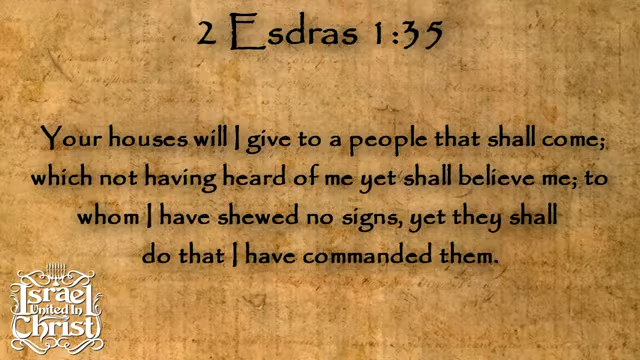 2 Esdras 1:35
Your houses will I give to a people that shall come;
which not having heard of me yet shall believe me; to
whom I have shewed no signs, yet they shall
do that I have commanded them.
Israel
United In
Christ